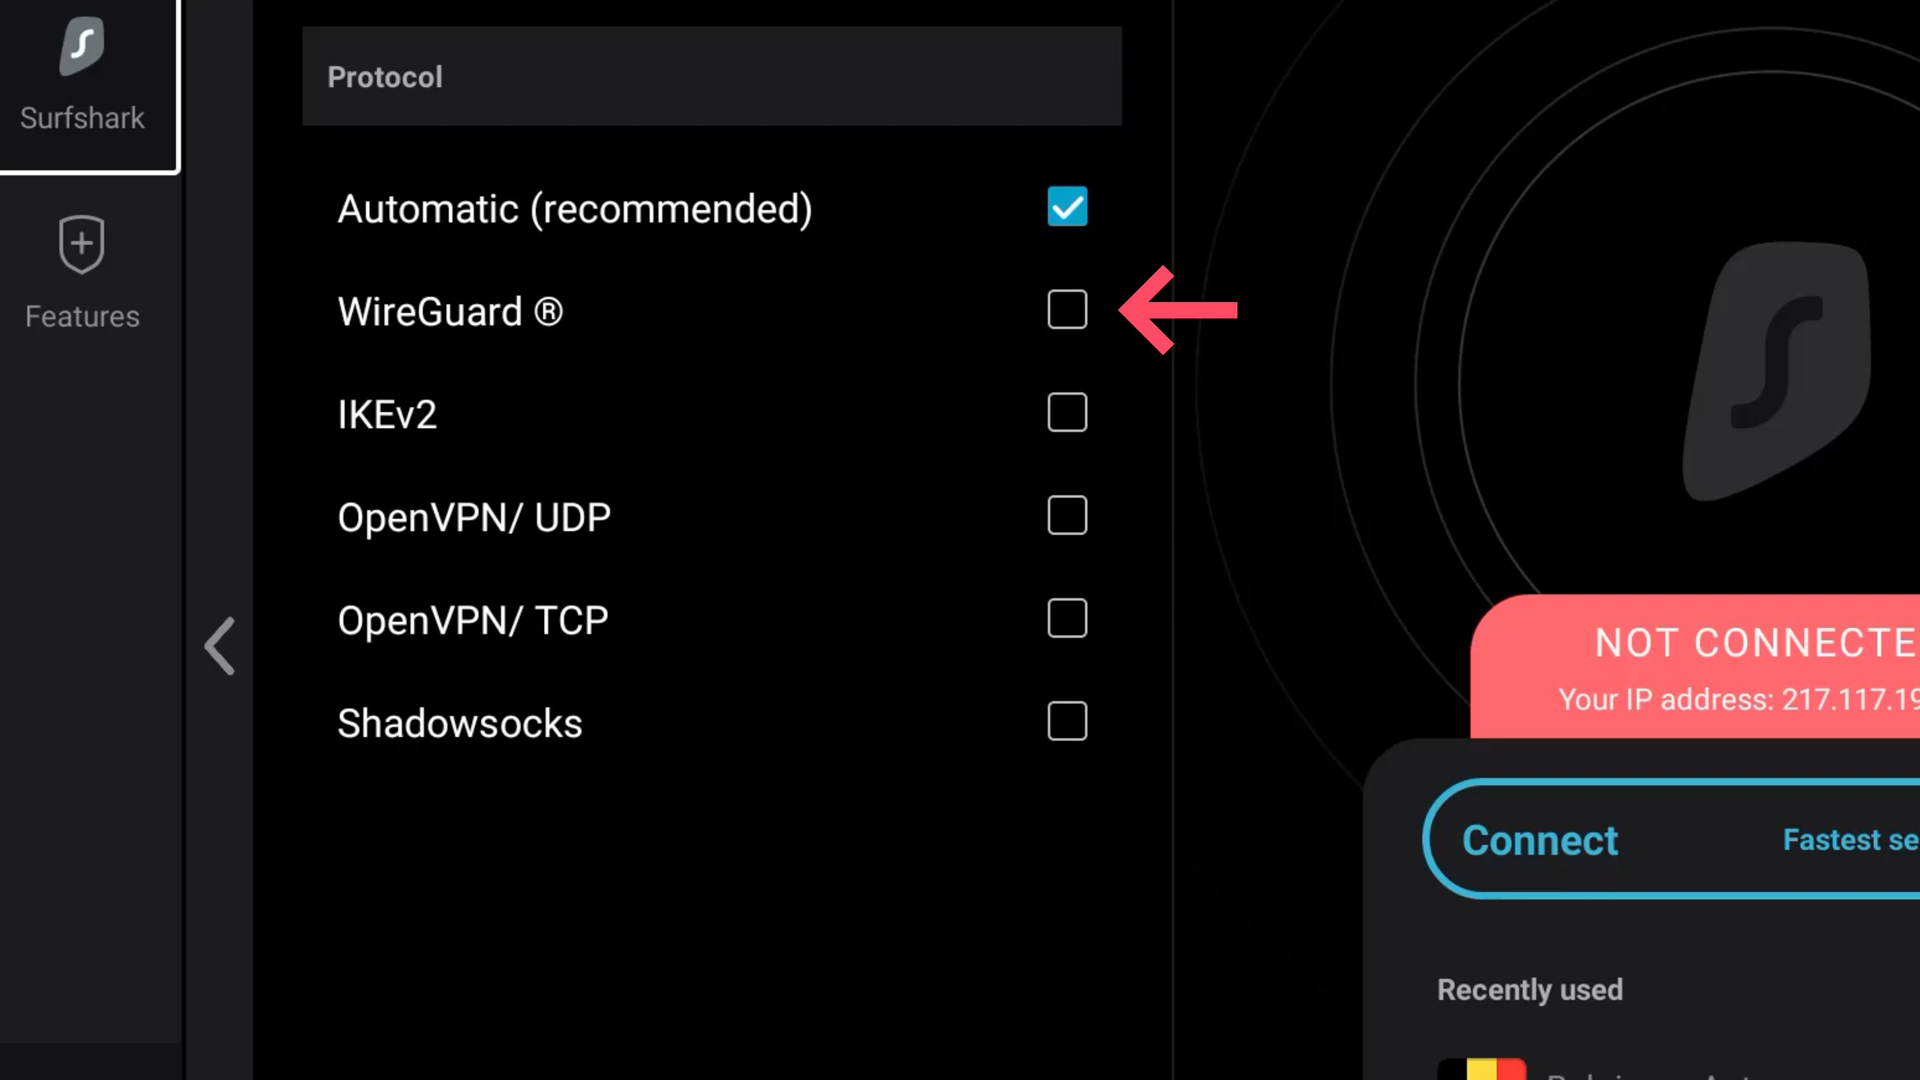 Surfshark
Features
Protocol
Automatic (recommended)
WireGuard ®
IKEv2
OpenVPN/ UDP
OpenVPN/ TCP
Shadowsocks
NOT CONNECTE
Your IP address: 217.117.19
Connect
Fastest se
Recently used